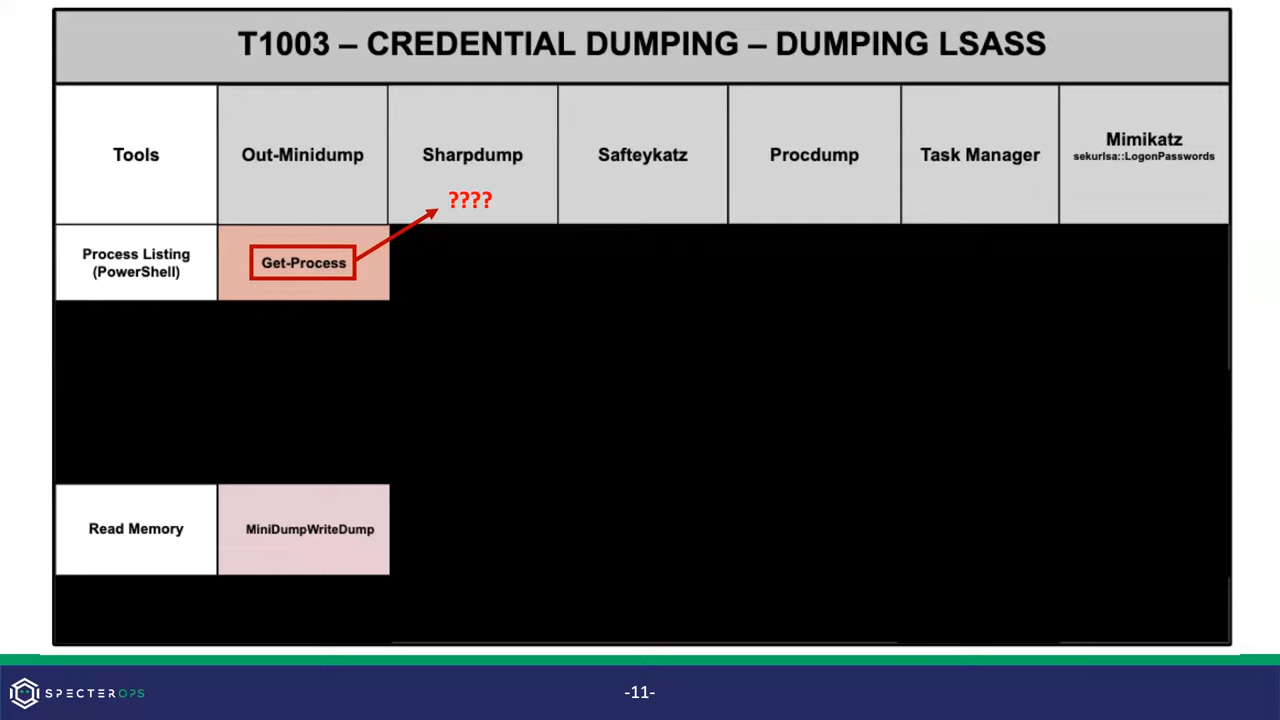 T1003 – CREDENTIAL DUMPING – DUMPING LSASS
Tools
Out-Minidump
Sharpdump
????
Safteykatz
Procdump
Task Manager
Mimikatz
sekurlsa::LogonPasswords
Process Listing
(PowerShell)
Get-Process
Read Memory
MiniDumpWriteDump
SPECTEROPS
-11-